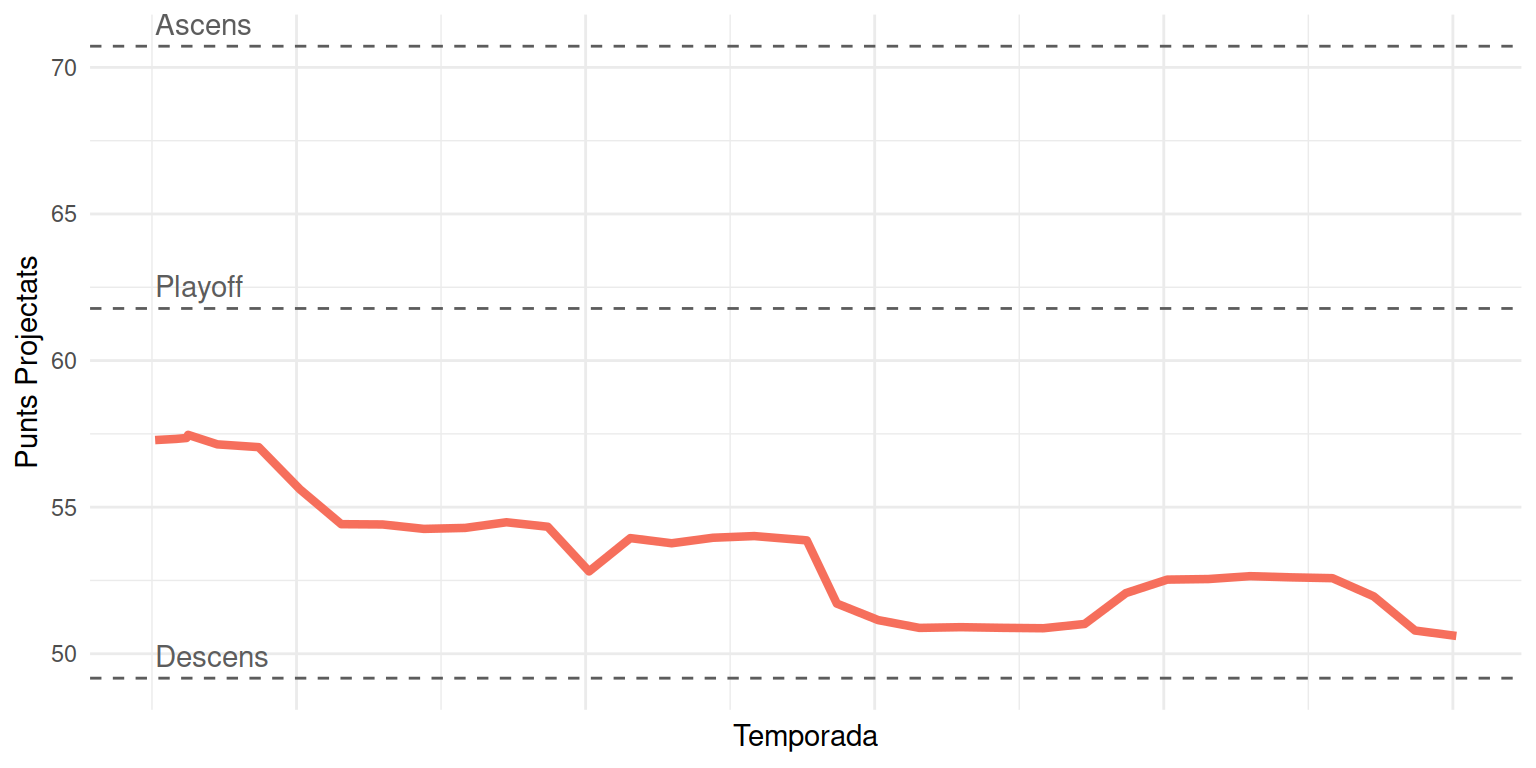 Ascens
70
65
Playoff
60
55
Descens
50
Punts Projectats
Temporada